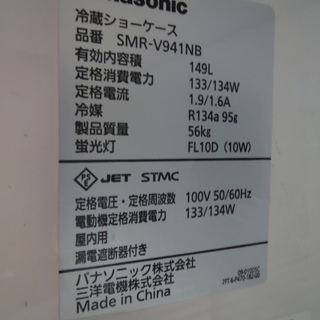 Panasonic
冷蔵ショーケース
品番 SMR-V941NB
有効内容積 149L
定格消費電力 133/134W
定格電流 1.9/1.6A
冷媒 R134a 95g
製品質量 56kg
蛍光灯 FL10D (10W)
PS E JET STMC
定格電圧・定格周波数 100V 50/60Hz
電動機定格消費電力 133/134W
屋内用
漏電遮断器付き
パナソニック株式会社
三洋電機株式会社
Made in China